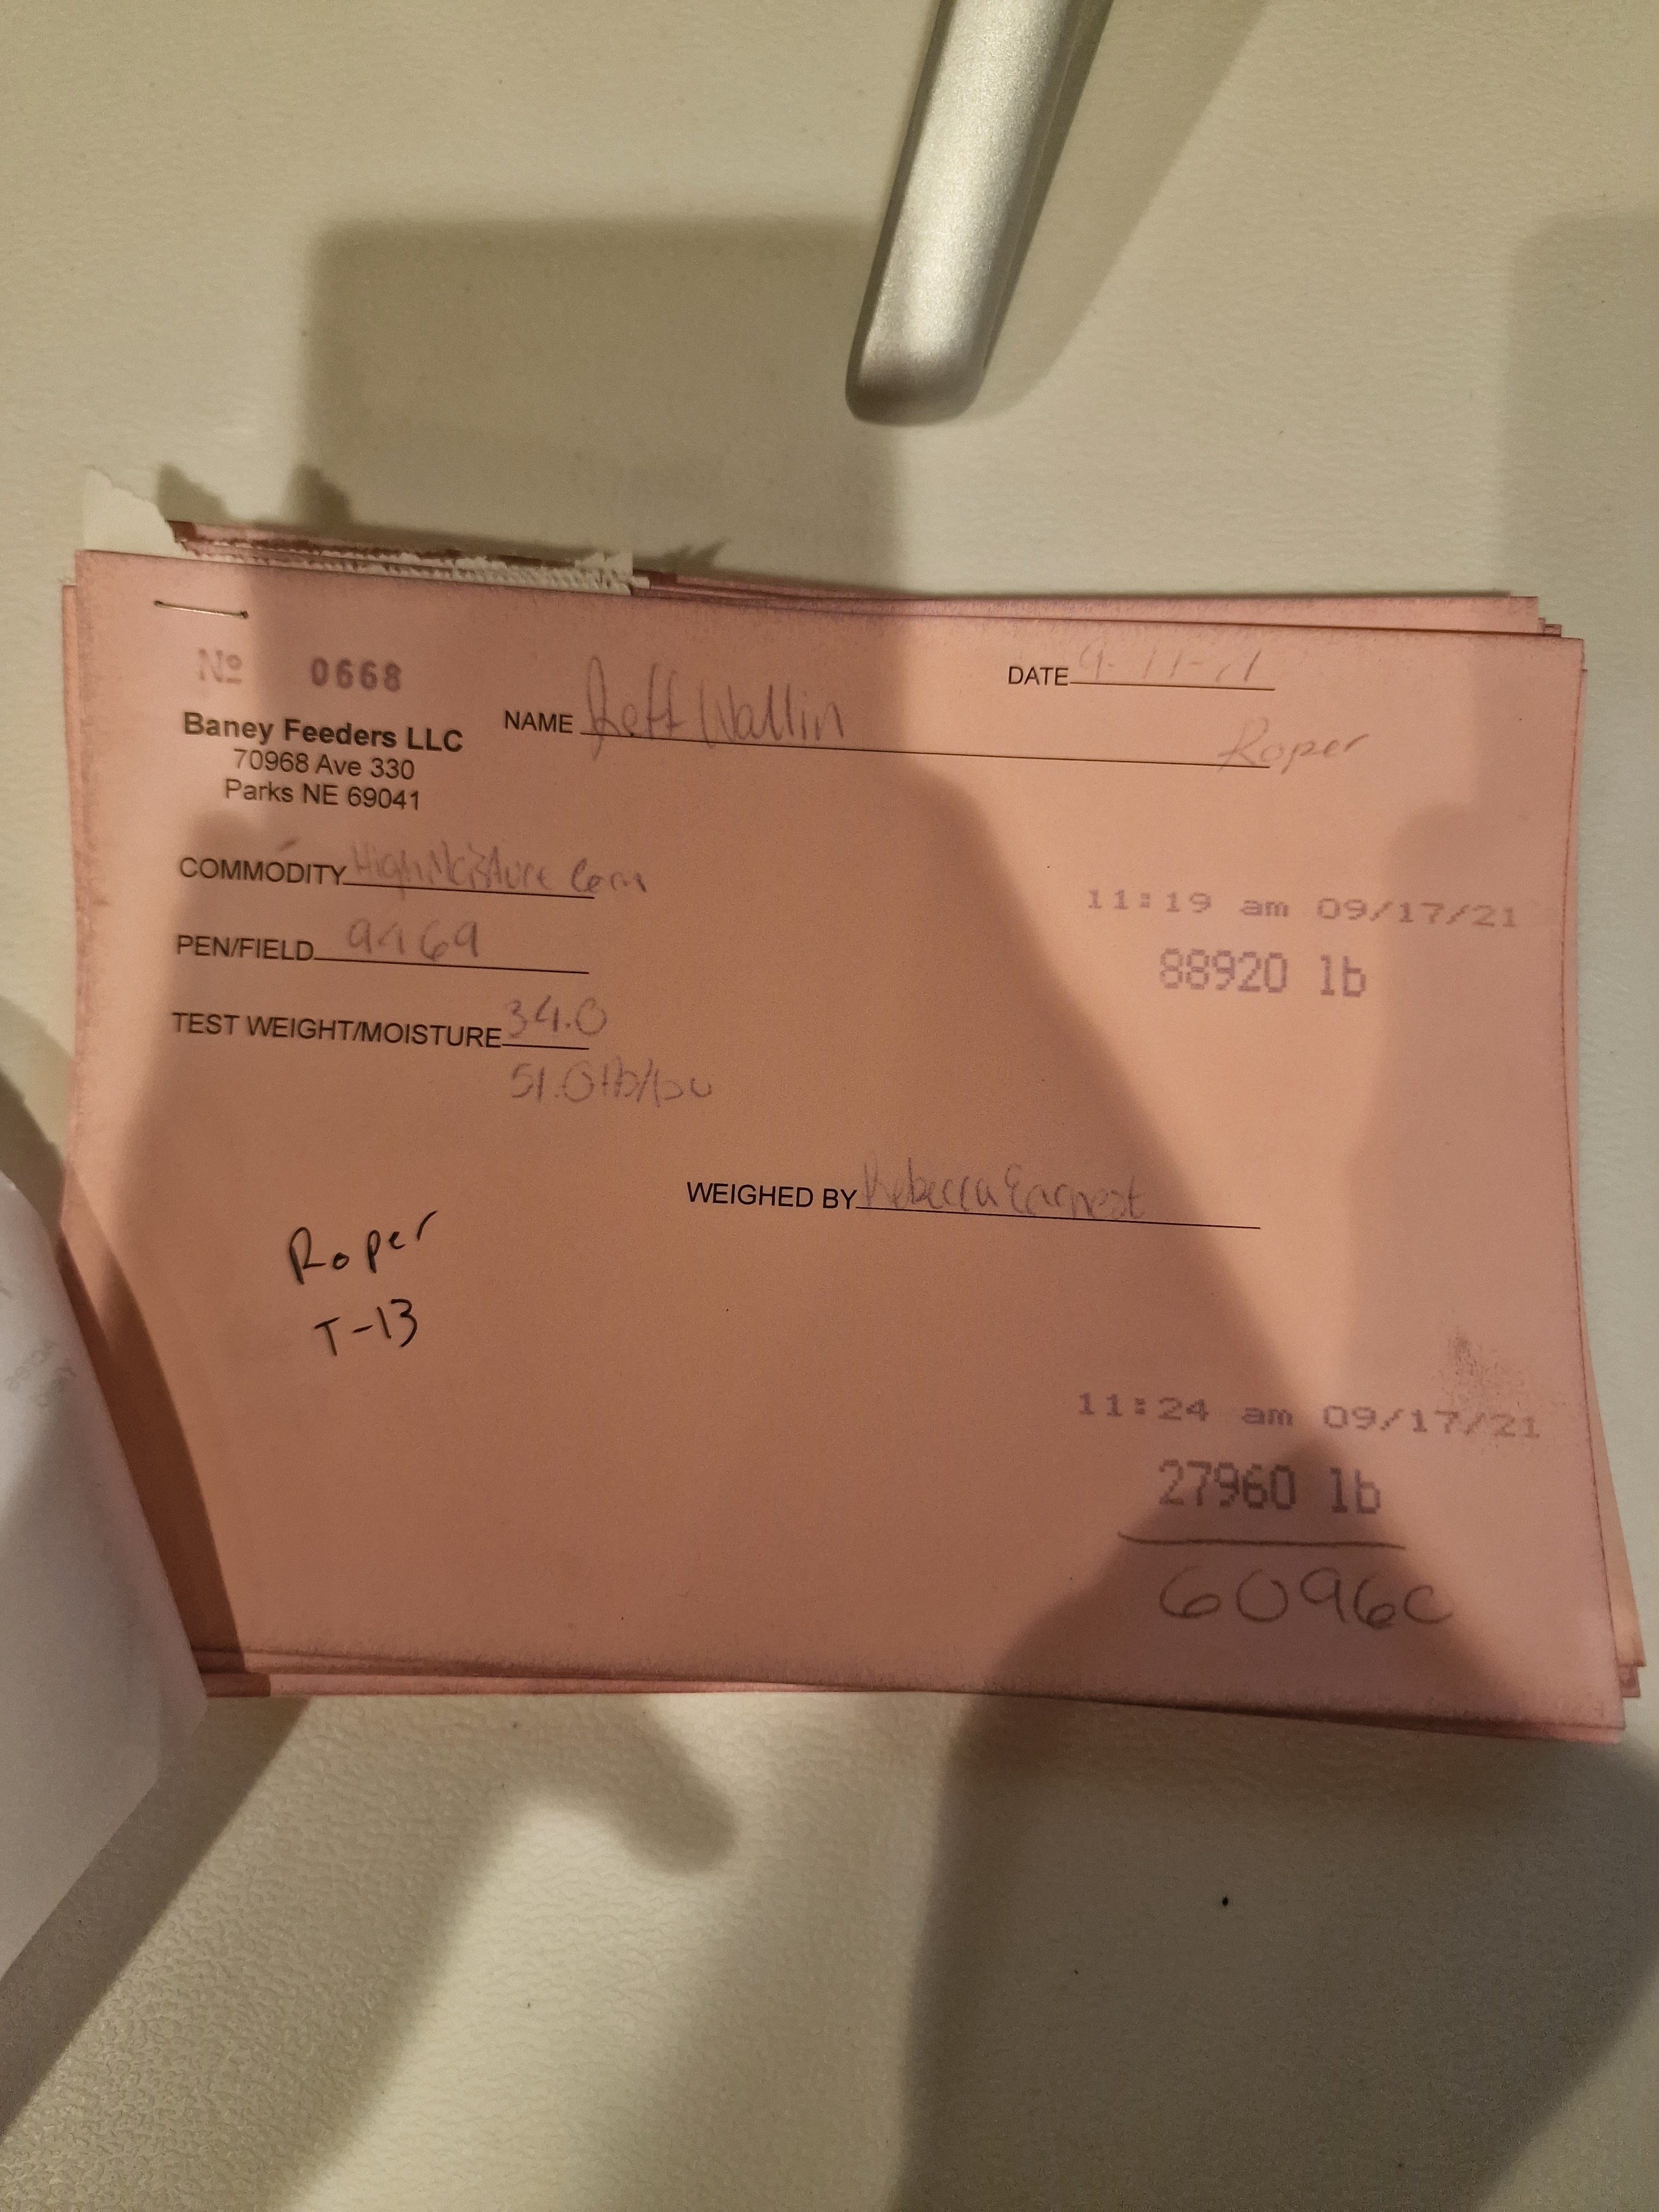 Nº 0668
DATE 9-17-21
Baney Feeders LLC
70968 Ave 330
Parks NE 69041
NAME Jeff Wallin
Roper
COMMODITY High Moisture Corn
PEN/FIELD
TEST WEIGHT/MOISTURE 34.0
51.0 lb/bu
11:19 am 09/17/21
88920 lb
WEIGHED BY Rebecca Earnest
Roper
T-13
11:24 am 09/17/21
27960 lb
60960